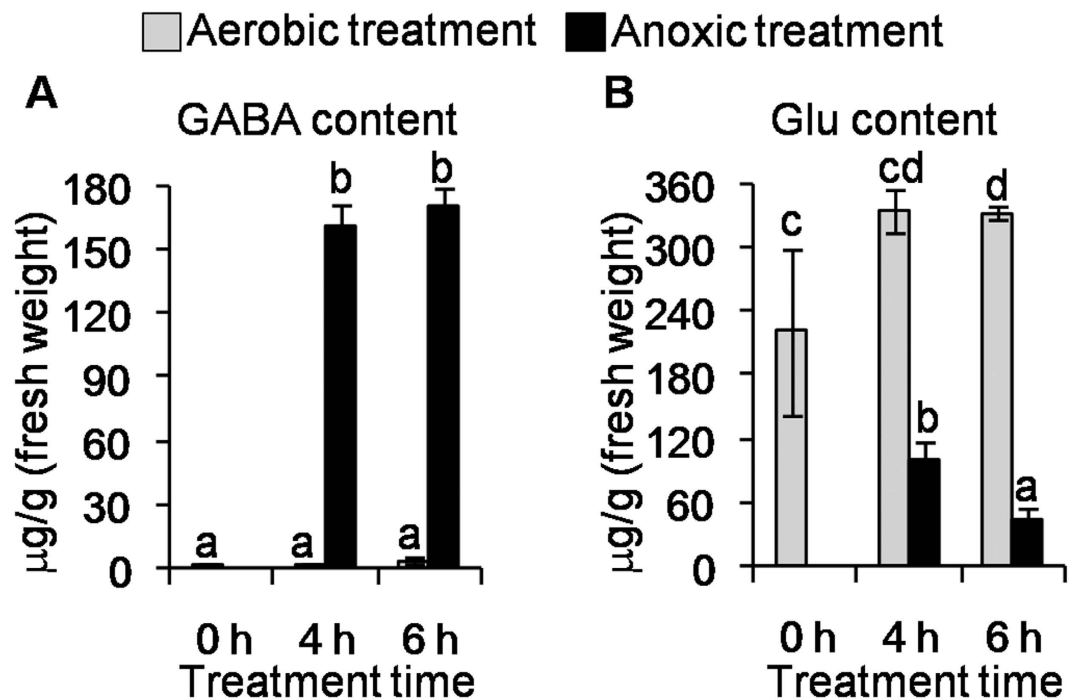 Aerobic treatment Anoxic treatment
A
GABA content
µg/g (fresh weight)
180
150
120
90
60
30
0
a
a
b
a
b
0 h 4 h 6 h
Treatment time
B
Glu content
µg/g (fresh weight)
360
300
240
180
120
60
0
c
cd
b
d
a
0 h 4 h 6 h
Treatment time